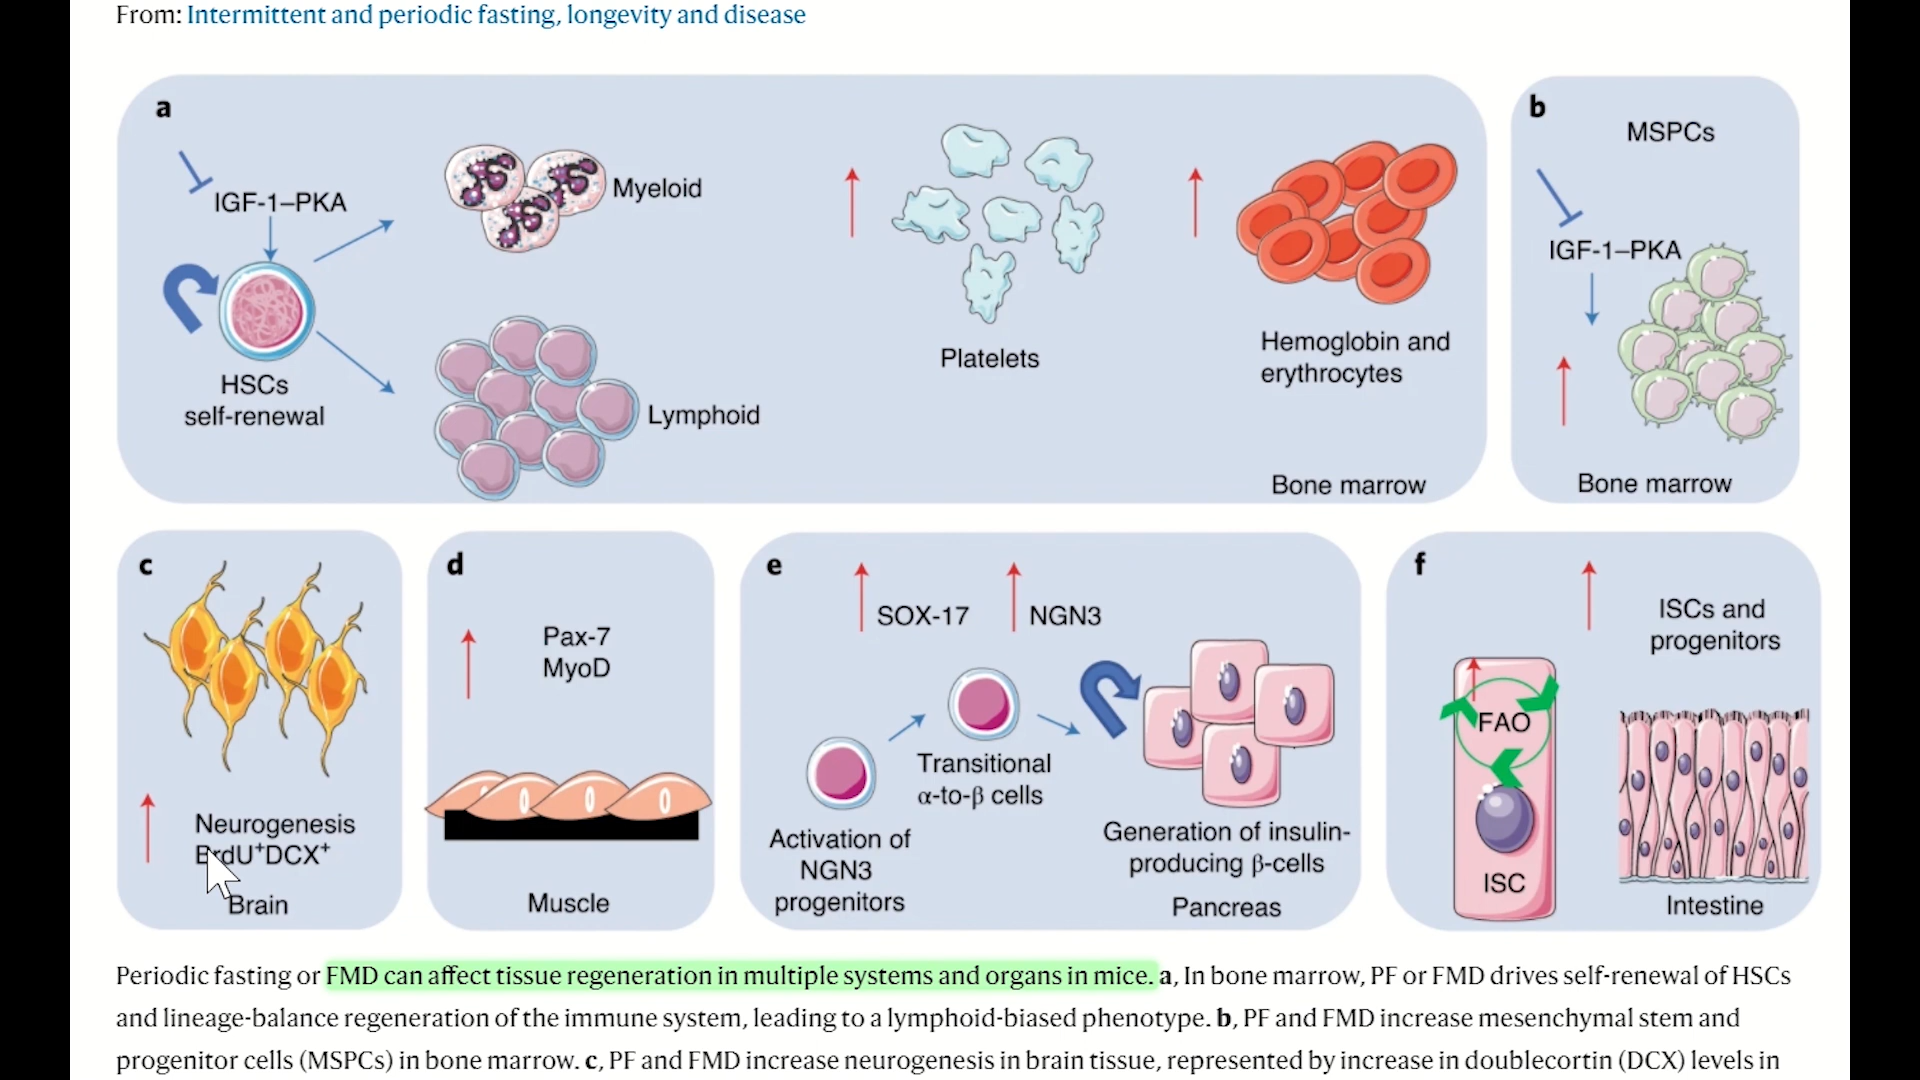 From: Intermittent and periodic fasting, longevity and disease
a
IGF-1–PKA
HSCs
self-renewal
Myeloid
Lymphoid
Platelets
Hemoglobin and
erythrocytes
Bone marrow
b
MSPCs
IGF-1–PKA
Bone marrow
c
Neurogenesis
BrdU⁺DCX⁺
Brain
d
Pax-7
MyoD
Muscle
e
SOX-17
NGN3
Activation of
NGN3
progenitors
Transitional
α-to-β cells
Generation of insulin-
producing β-cells
Pancreas
f
ISCs and
progenitors
FAO
ISC
Intestine
Periodic fasting or FMD can affect tissue regeneration in multiple systems and organs in mice. a, In bone marrow, PF or FMD drives self-renewal of HSCs
and lineage-balance regeneration of the immune system, leading to a lymphoid-biased phenotype. b, PF and FMD increase mesenchymal stem and
progenitor cells (MSPCs) in bone marrow. c, PF and FMD increase neurogenesis in brain tissue, represented by increase in doublecortin (DCX) levels in